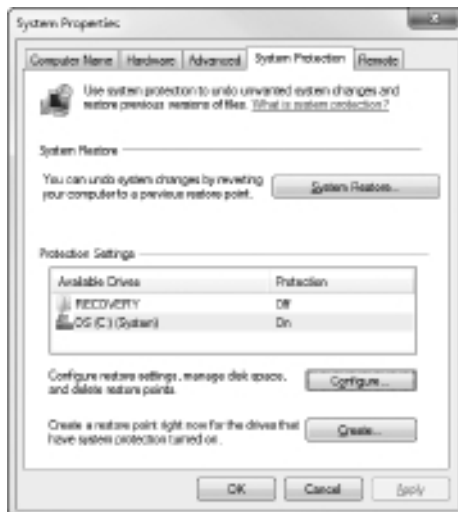 System Properties
Computer Name Hardware Advanced System Protection Remote
Use system protection to undo unwanted system changes and
restore previous versions of files. What is system protection?
System Restore
You can undo system changes by reverting
your computer to a previous restore point.
System Restore...
Protection Settings
Available Drives Protection
RECOVERY Off
OS (C:) (System) On
Configure restore settings, manage disk space,
and delete restore points.
Configure...
Create a restore point right now for the drives that
have system protection turned on.
Create...
OK Cancel Apply